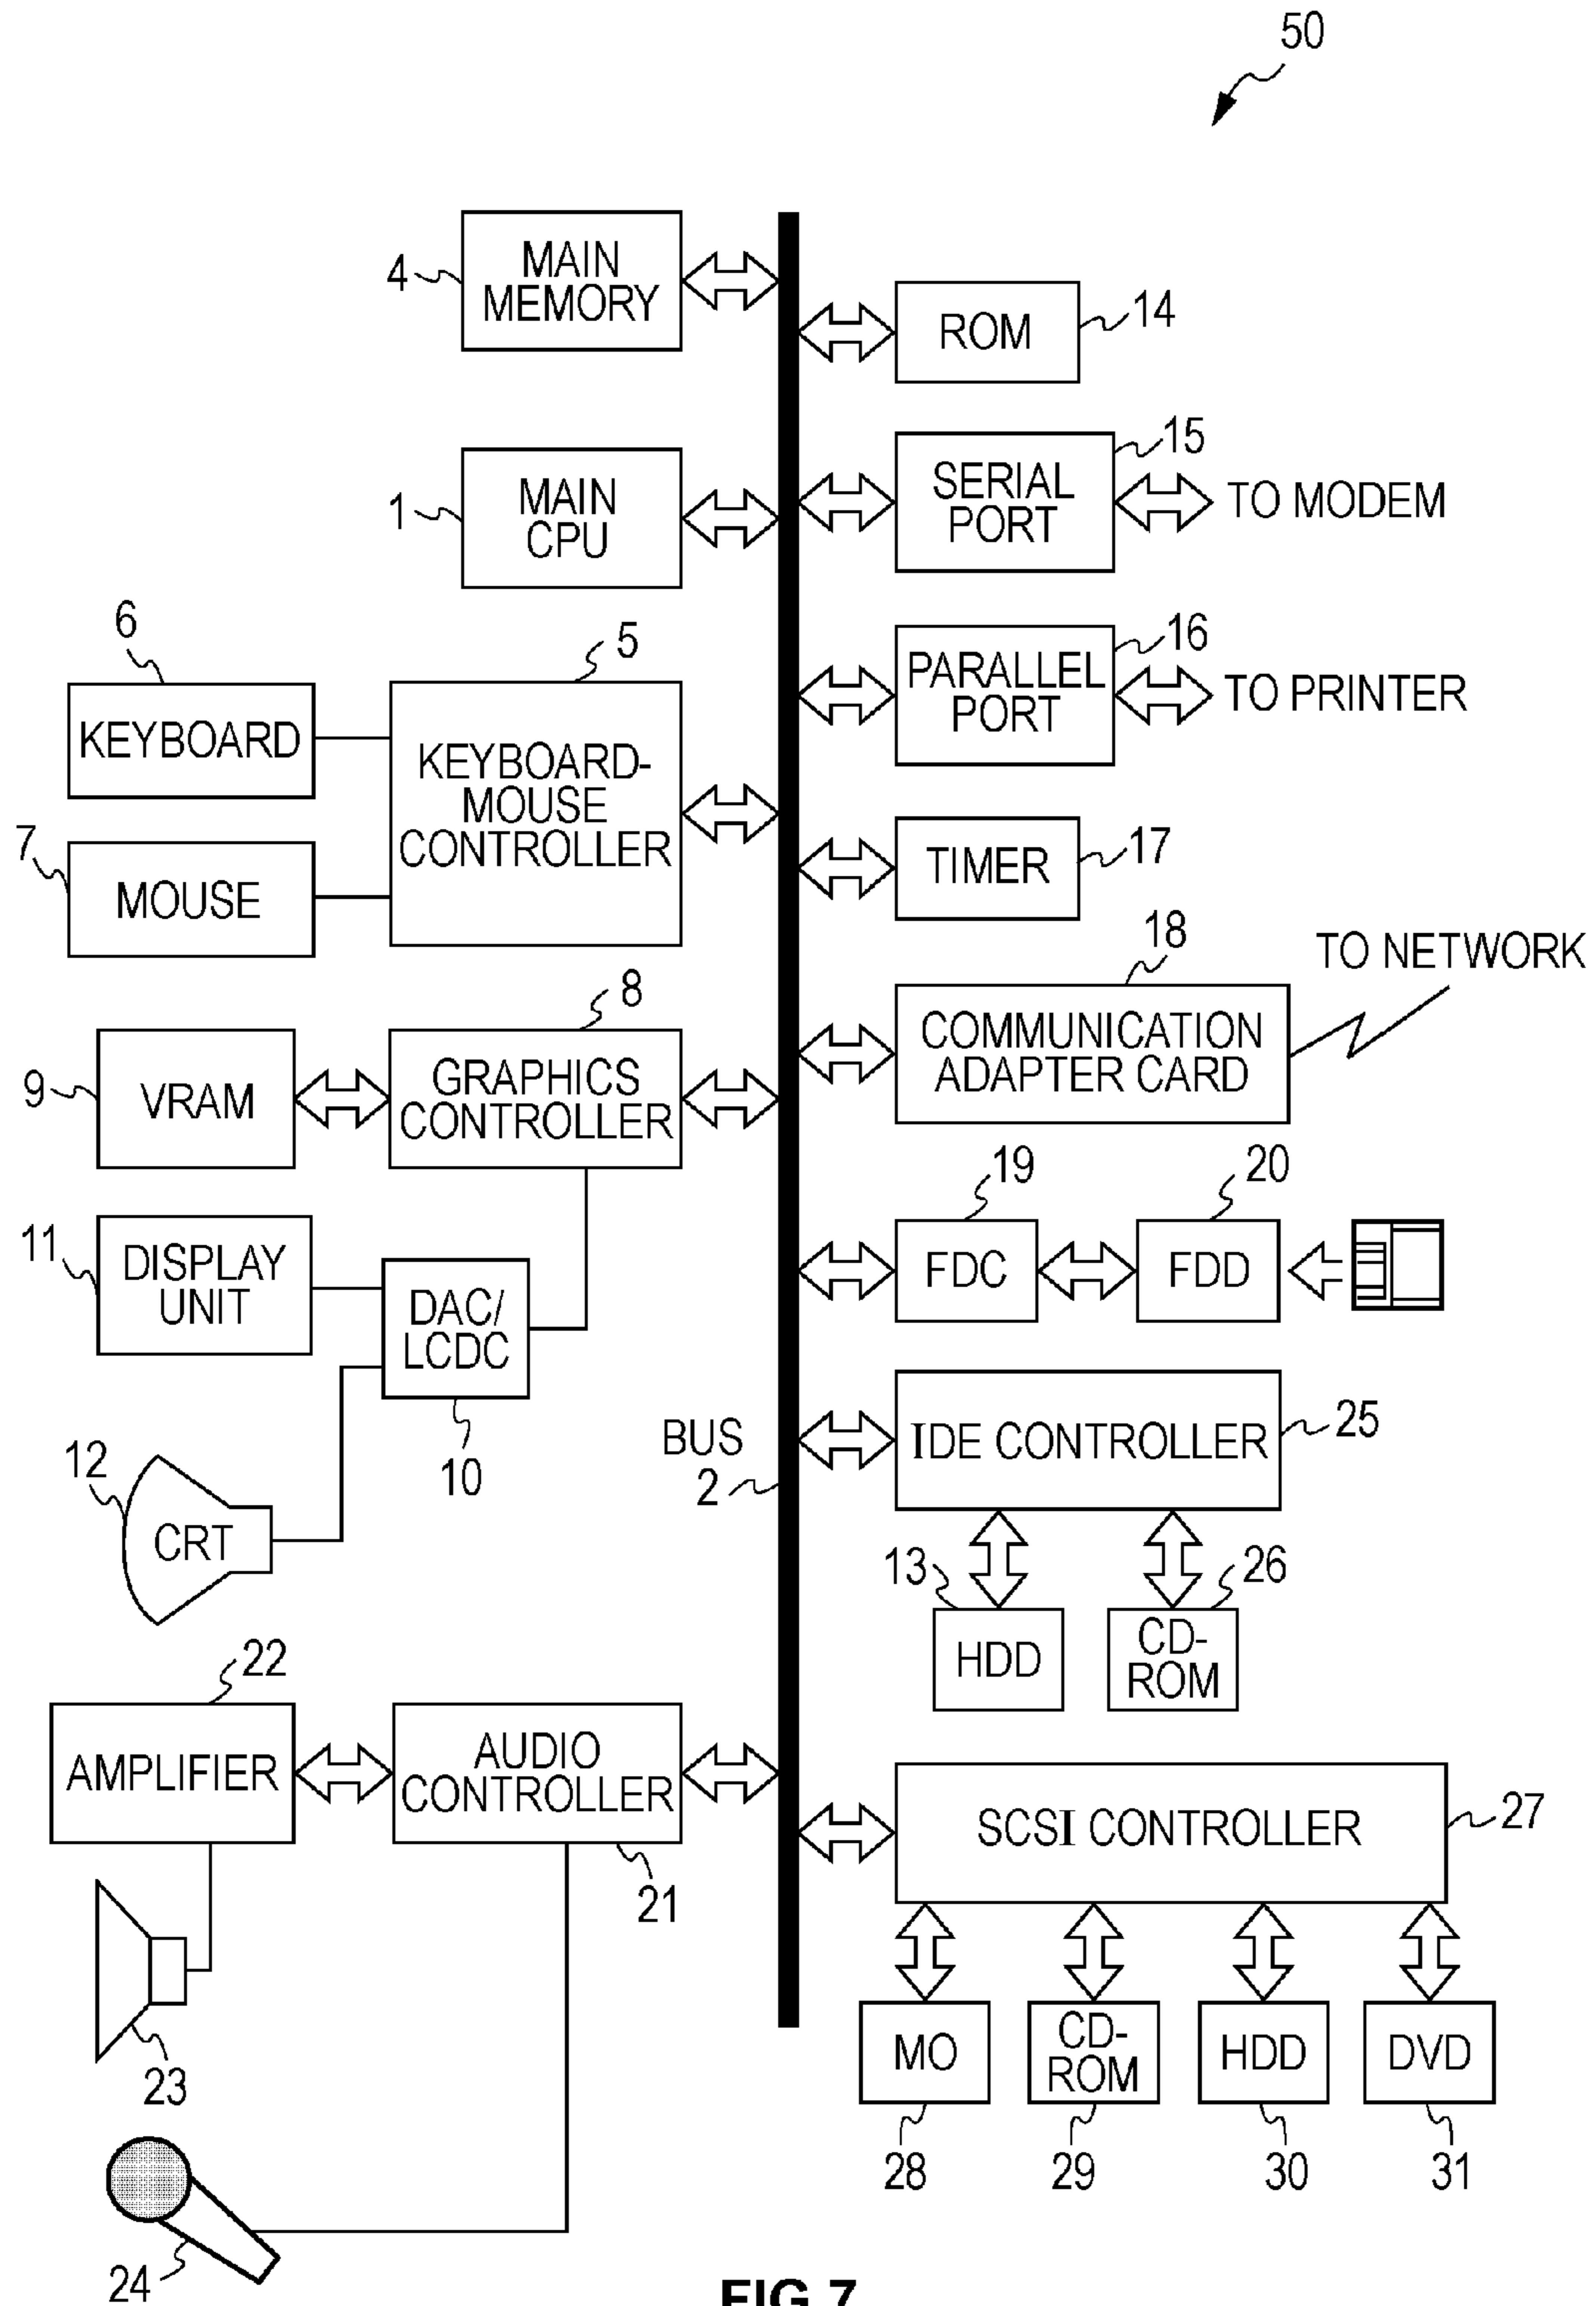 50
4
MAIN
MEMORY
ROM
14
1
MAIN
CPU
15
SERIAL
PORT
TO MODEM
6
KEYBOARD
5
KEYBOARD-
MOUSE
CONTROLLER
7
MOUSE
16
PARALLEL
PORT
TO PRINTER
TIMER
17
18
COMMUNICATION
ADAPTER CARD
TO NETWORK
9
VRAM
8
GRAPHICS
CONTROLLER
11
DISPLAY
UNIT
DAC/
LCDC
10
19
FDC
20
FDD
12
CRT
BUS
2
IDE CONTROLLER
25
13
HDD
26
CD-
ROM
22
AMPLIFIER
AUDIO
CONTROLLER
21
23
24
SCSI CONTROLLER
27
MO
CD-
ROM
HDD
DVD
28
29
30
31
FIG.7